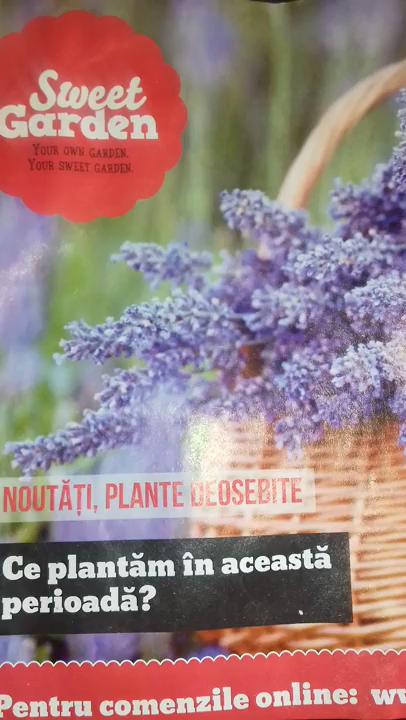 Sweet
Garden
YOUR OWN GARDEN.
YOUR SWEET GARDEN.
NOUTĂȚI, PLANTE DEOSEBITE
Ce plantăm în această
perioadă?
Pentru comenzile online: